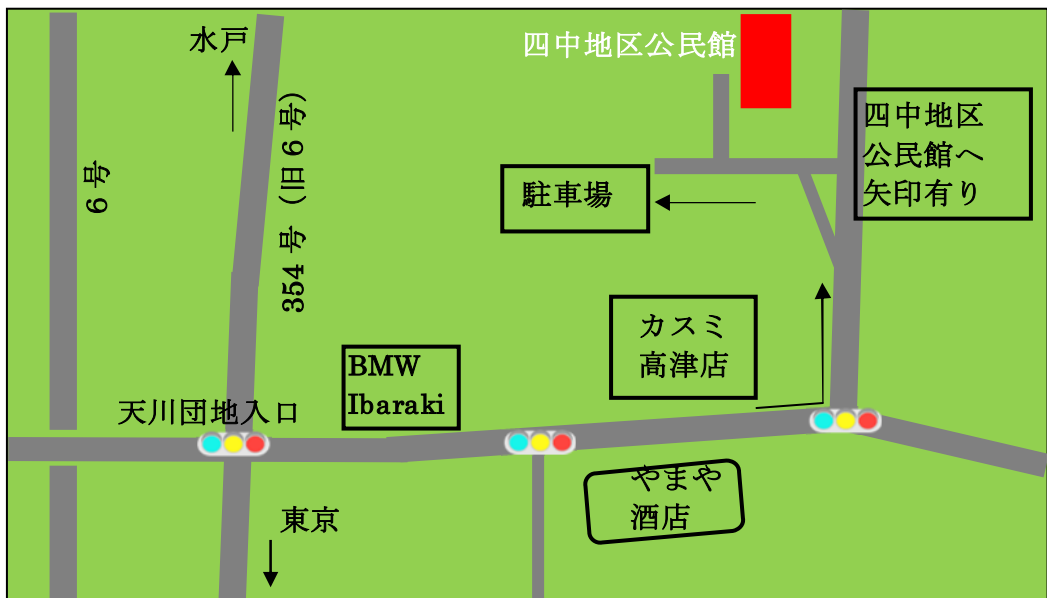 水戸
四中地区公民館
四中地区
公民館へ
矢印有り
6号
354号（旧6号）
駐車場
カスミ
高津店
BMW
Ibaraki
天川団地入口
やまや
酒店
東京